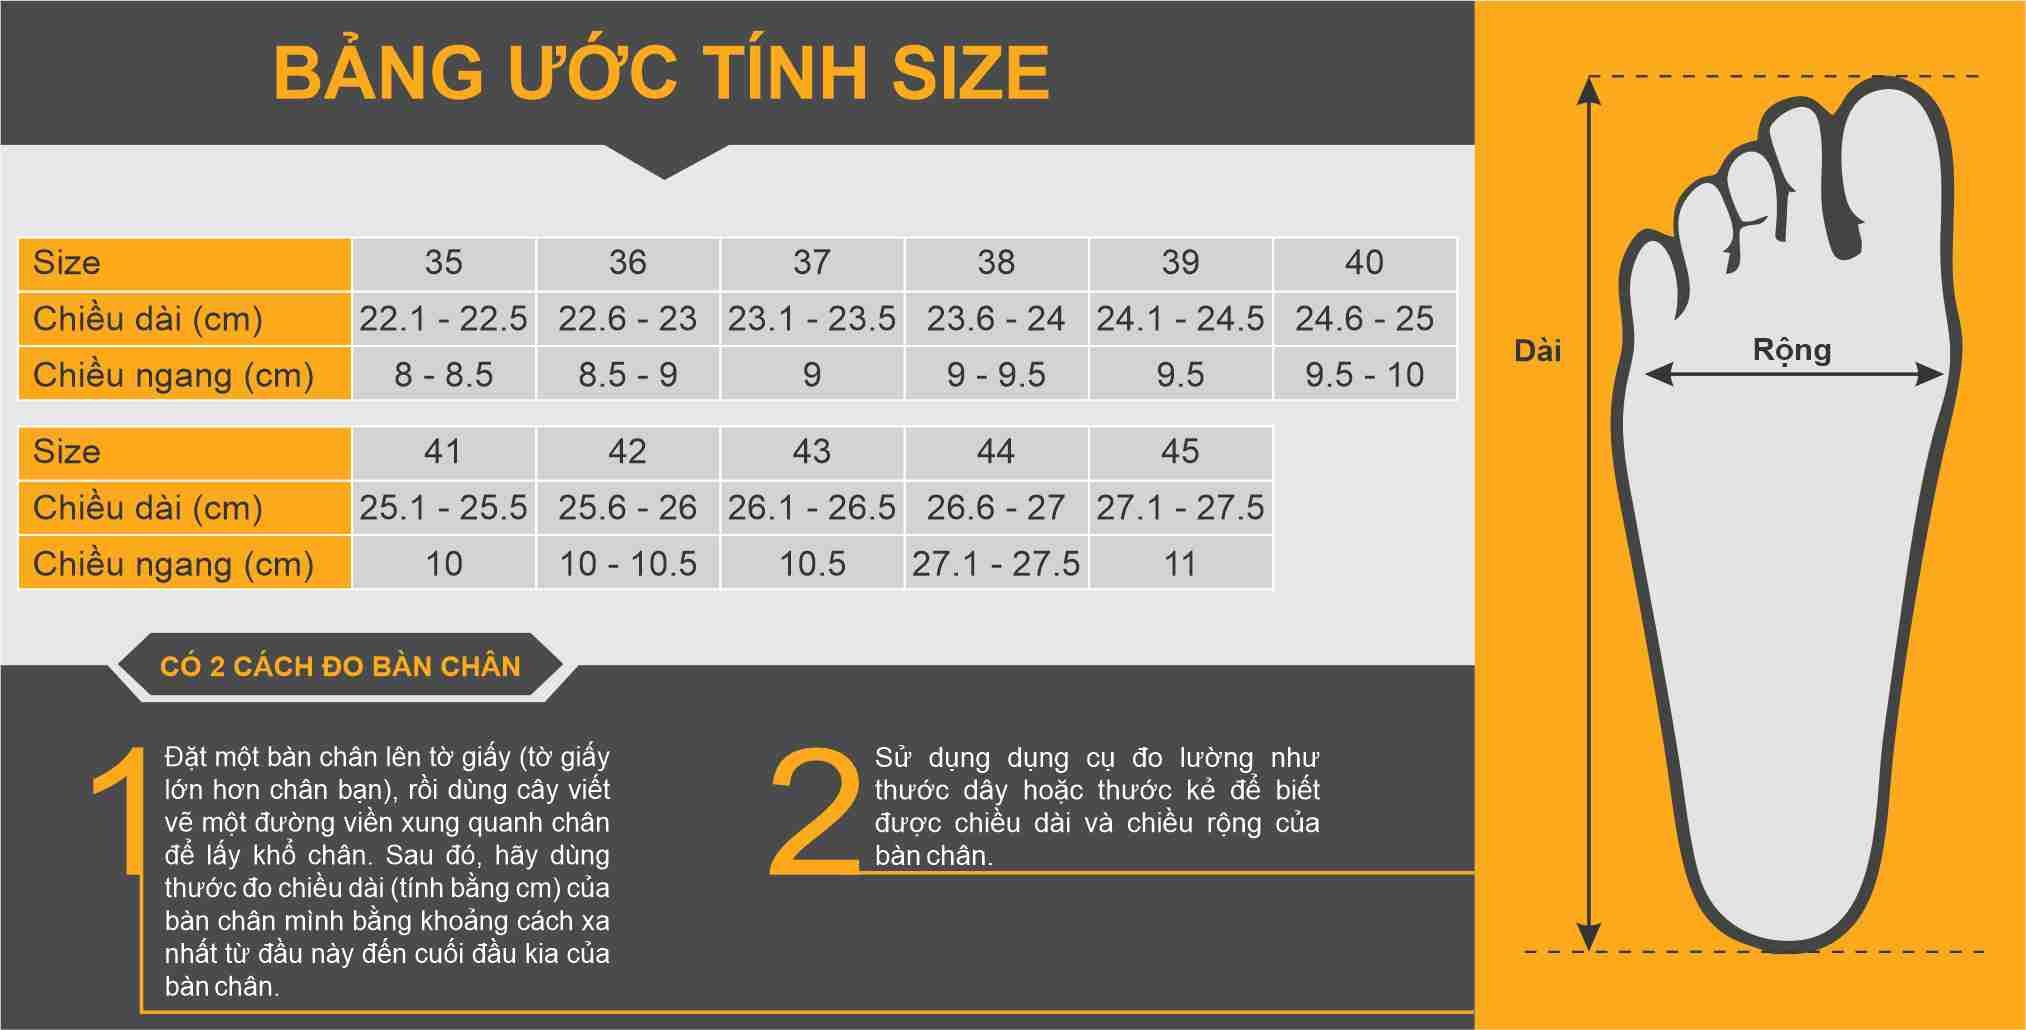 BẢNG ƯỚC TÍNH SIZE
Size 35 36 37 38 39 40
Chiều dài (cm) 22.1 - 22.5 22.6 - 23 23.1 - 23.5 23.6 - 24 24.1 - 24.5 24.6 - 25
Chiều ngang (cm) 8 - 8.5 8.5 - 9 9 9 - 9.5 9.5 9.5 - 10
Size 41 42 43 44 45
Chiều dài (cm) 25.1 - 25.5 25.6 - 26 26.1 - 26.5 26.6 - 27 27.1 - 27.5
Chiều ngang (cm) 10 10 - 10.5 10.5 27.1 - 27.5 11
CÓ 2 CÁCH ĐO BÀN CHÂN
1
Đặt một bàn chân lên tờ giấy (tờ giấy
lớn hơn chân bạn), rồi dùng cây viết
vẽ một đường viền xung quanh chân
để lấy khổ chân. Sau đó, hãy dùng
thước đo chiều dài (tính bằng cm) của
bàn chân mình bằng khoảng cách xa
nhất từ đầu này đến cuối đầu kia của
bàn chân.
2
Sử dụng dụng cụ đo lường như
thước dây hoặc thước kẻ để biết
được chiều dài và chiều rộng của
bàn chân.
Dài
Rộng